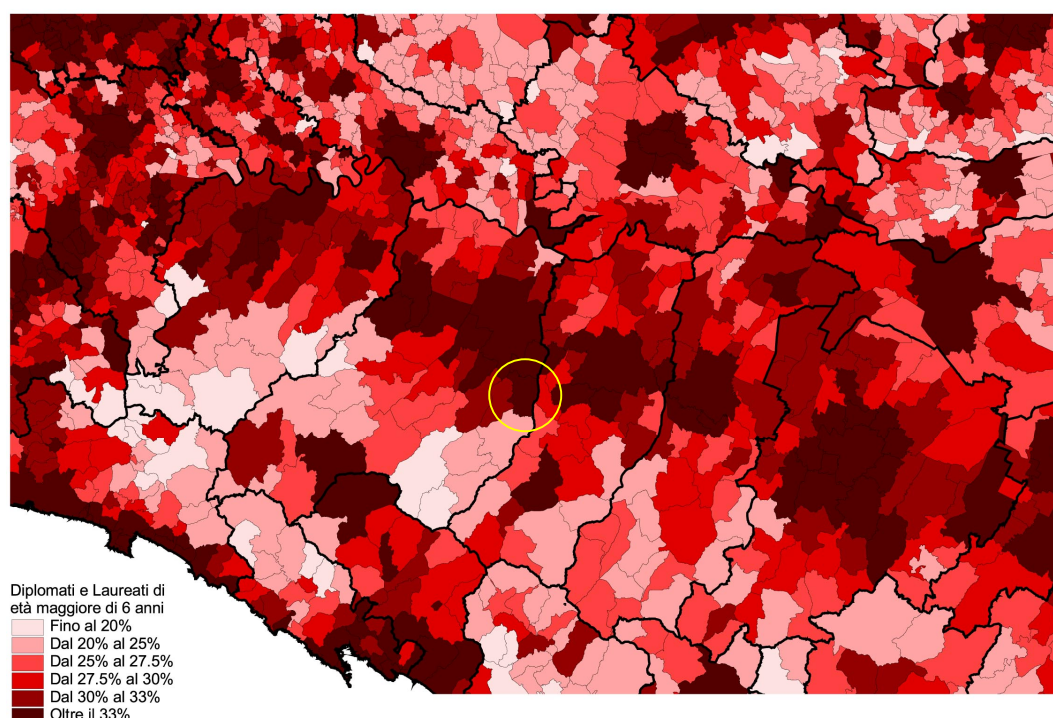 Diplomati e Laureati di
età maggiore di 6 anni
Fino al 20%
Dal 20% al 25%
Dal 25% al 27.5%
Dal 27.5% al 30%
Dal 30% al 33%
Oltre il 33%